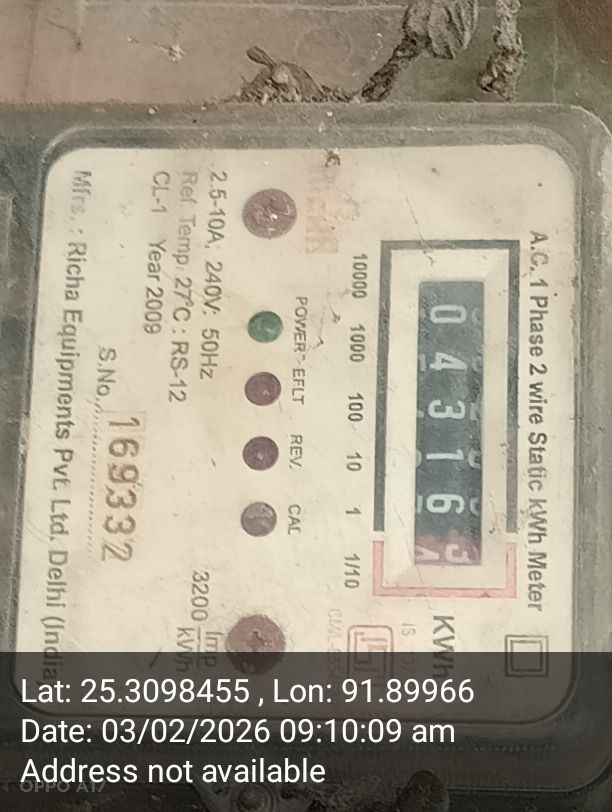 A.C. 1 Phase 2 wire Static kWh Meter
0 4 3 1 6
KWh
10000 1000 100 10 1 1/10
POWER EFLT REV. CAL
3200 Imp
kWh
2.5-10A, 240V: 50Hz
Ref. Temp. 27°C : RS-12
CL-1 Year 2009
S.No. 169332
Mfrs. : Richa Equipments Pvt. Ltd. Delhi (India
Lat: 25.3098455 , Lon: 91.89966
Date: 03/02/2026 09:10:09 am
Address not available